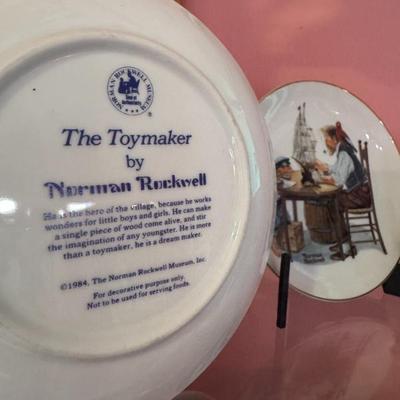 NORMAN ROCKWELL MUSEUM
The Toymaker
by
Norman Rockwell
He is the hero of the village, because he works
wonders for little boys and girls. He can make
a single piece of wood come alive, and stir
the imagination of any youngster. He is more
than a toymaker, he is a dream maker.
©1984, The Norman Rockwell Museum, Inc.
For decorative purpose only.
Not to be used for serving foods.